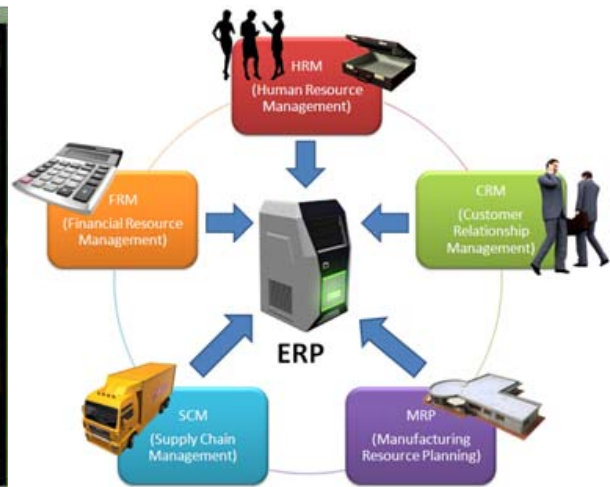 HRM
(Human Resource
Management)
FRM
(Financial Resource
Management)
CRM
(Customer
Relationship
Management)
ERP
SCM
(Supply Chain
Management)
MRP
(Manufacturing
Resource Planning)